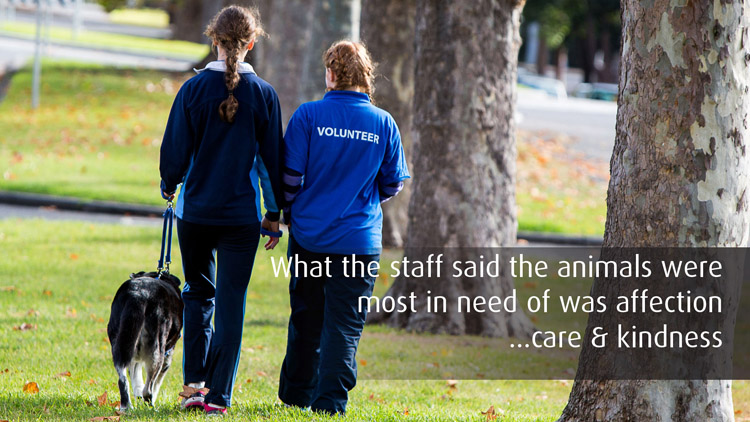 VOLUNTEER
What the staff said the animals were
most in need of was affection
...care & kindness